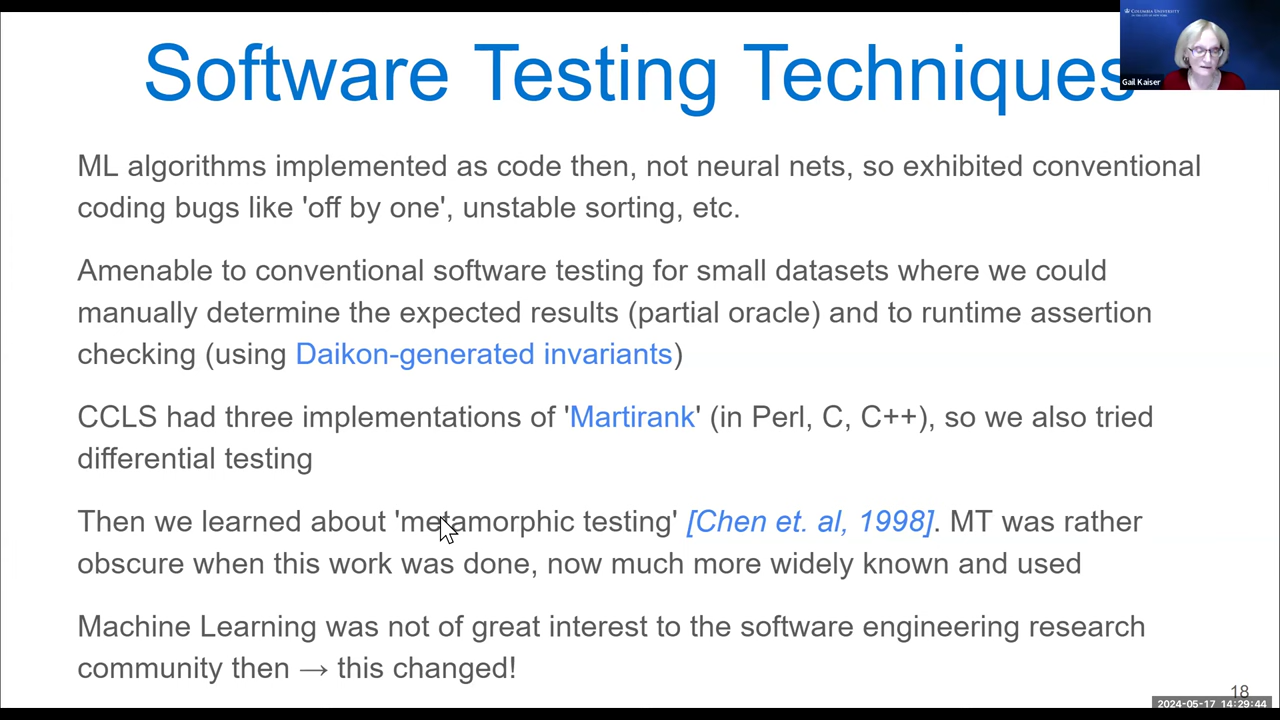 Software Testing Techniques
COLUMBIA UNIVERSITY
Gail Kaiser
ML algorithms implemented as code then, not neural nets, so exhibited conventional
coding bugs like 'off by one', unstable sorting, etc.
Amenable to conventional software testing for small datasets where we could
manually determine the expected results (partial oracle) and to runtime assertion
checking (using Daikon-generated invariants)
CCLS had three implementations of 'Martirank' (in Perl, C, C++), so we also tried
differential testing
Then we learned about 'metamorphic testing' [Chen et. al, 1998]. MT was rather
obscure when this work was done, now much more widely known and used
Machine Learning was not of great interest to the software engineering research
community then → this changed!
18
2024-05-17 14:29:44